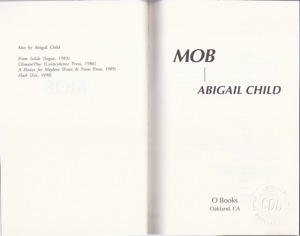 Also by Abigail Child
From Solids (Segue, 1983)
Climate/Plus (Coincidence Press, 1986)
A Motive for Mayhem (Potes & Poets Press, 1989)
Flesh (Zet, 1990)
MOB
ABIGAIL CHILD
O Books
Oakland, CA